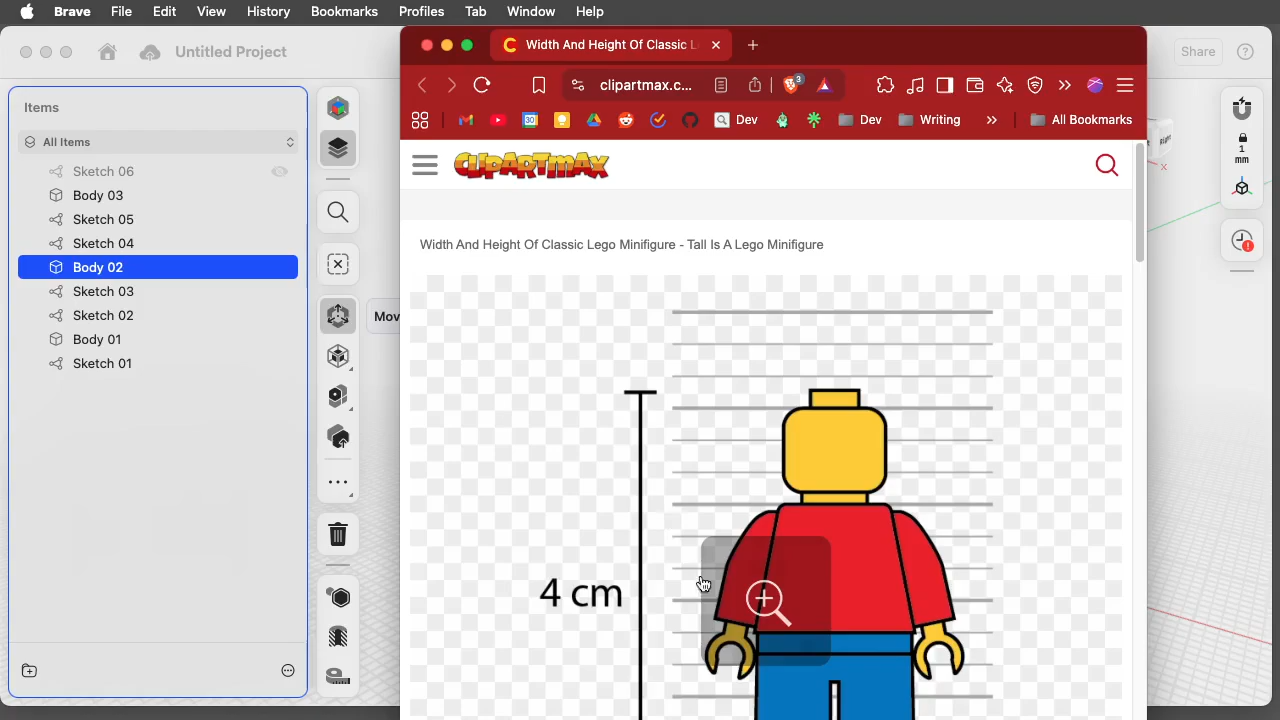 Brave File Edit View History Bookmarks Profiles Tab Window Help
Untitled Project
Share
Items
All Items
Sketch 06
Body 03
Sketch 05
Sketch 04
Body 02
Sketch 03
Sketch 02
Body 01
Sketch 01
Mov
1
mm
Right
X
Width And Height Of Classic L
clipartmax.c...
3
30
Dev
Dev
Writing
All Bookmarks
CLIPARTMAX
Width And Height Of Classic Lego Minifigure - Tall Is A Lego Minifigure
4 cm